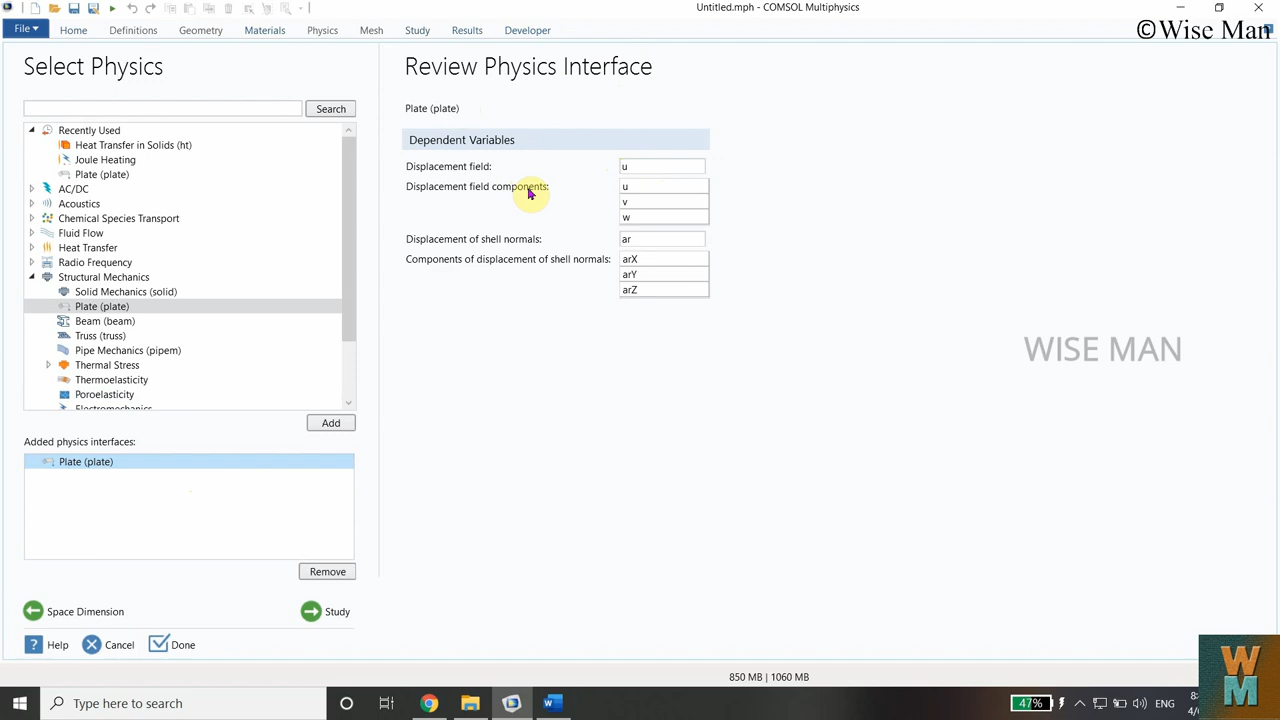 Untitled.mph - COMSOL Multiphysics
©Wise Man
File
Home
Definitions
Geometry
Materials
Physics
Mesh
Study
Results
Developer
Select Physics
Search
Recently Used
Heat Transfer in Solids (ht)
Joule Heating
Plate (plate)
AC/DC
Acoustics
Chemical Species Transport
Fluid Flow
Heat Transfer
Radio Frequency
Structural Mechanics
Solid Mechanics (solid)
Plate (plate)
Beam (beam)
Truss (truss)
Pipe Mechanics (pipem)
Thermal Stress
Thermoelasticity
Poroelasticity
Electromechanics
Add
Added physics interfaces:
Plate (plate)
Remove
Space Dimension
Study
Help
Cancel
Done
Review Physics Interface
Plate (plate)
Dependent Variables
Displacement field:
u
Displacement field components:
u
v
w
Displacement of shell normals:
ar
Components of displacement of shell normals:
arX
arY
arZ
WISE MAN
850 MB | 1060 MB
W
M
Type here to search
47%
ENG